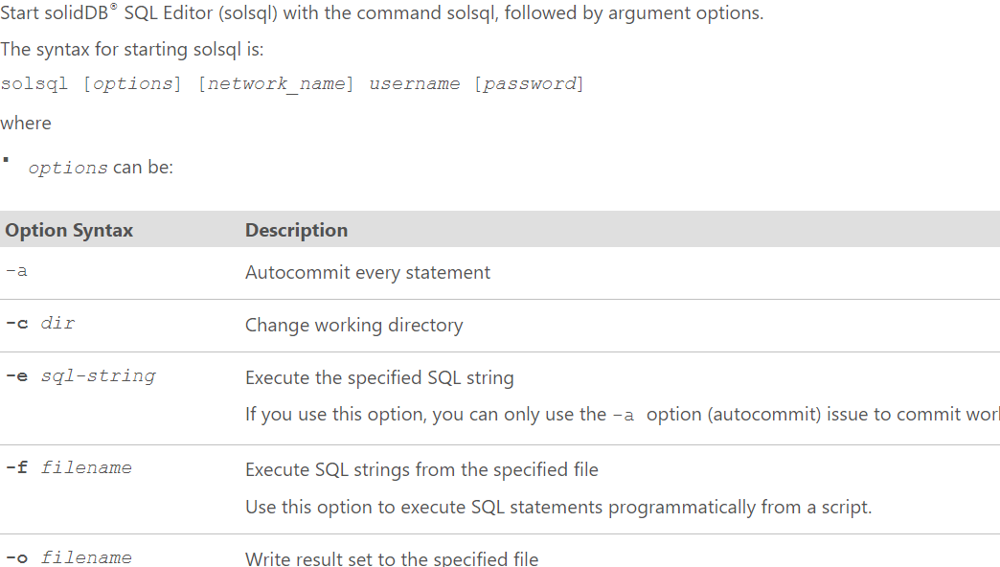 Start solidDB® SQL Editor (solsql) with the command solsql, followed by argument options.
The syntax for starting solsql is:
solsql [options] [network_name] username [password]
where
▪ options can be:
Option Syntax Description
-a Autocommit every statement
-c dir Change working directory
-e sql-string Execute the specified SQL string
If you use this option, you can only use the -a option (autocommit) issue to commit
-f filename Execute SQL strings from the specified file
Use this option to execute SQL statements programmatically from a script.
-o filename Write result set to the specified file